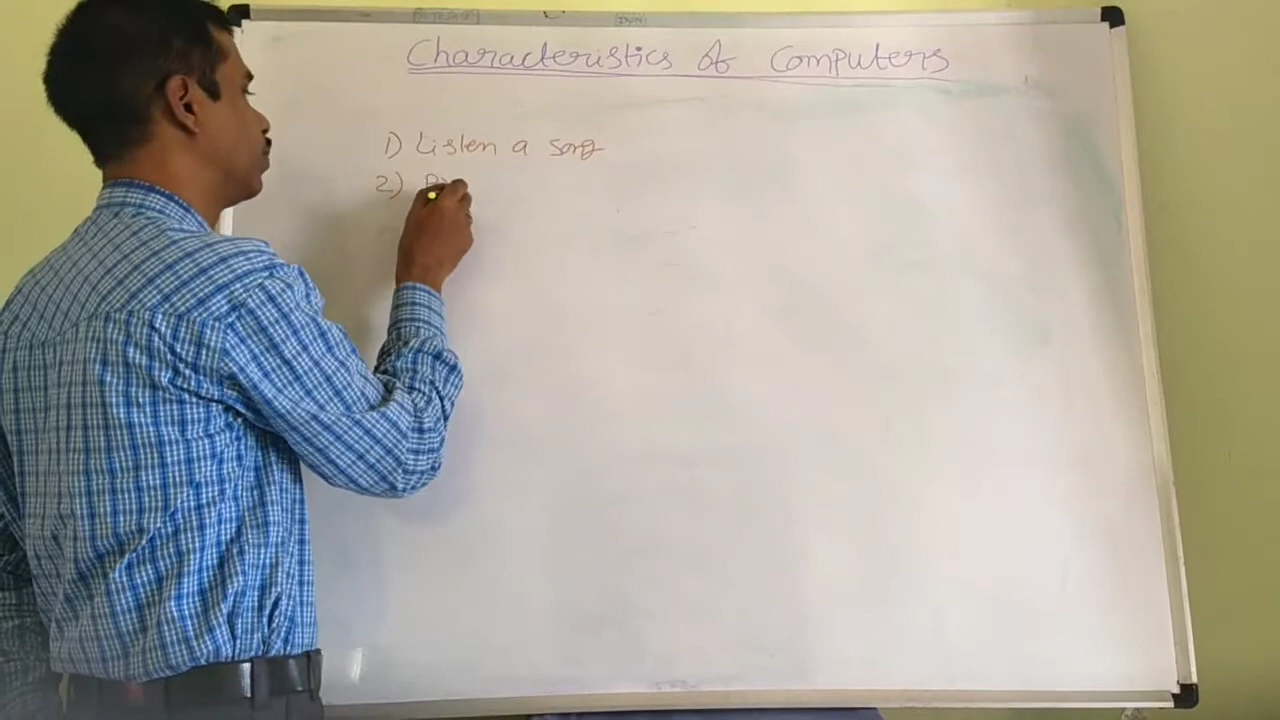 Characteristics of Computers
1) Listen a song
2)